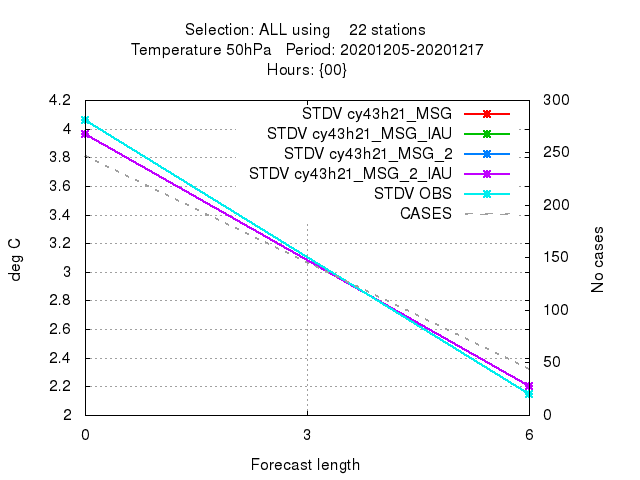 Selection: ALL using    22 stations
Temperature 50hPa   Period: 20201205-20201217
Hours: {00}
4.2
4
3.8
3.6
3.4
3.2
3
2.8
2.6
2.4
2.2
2
deg C
STDV cy43h21_MSG
STDV cy43h21_MSG_IAU
STDV cy43h21_MSG_2
STDV cy43h21_MSG_2_IAU
STDV OBS
CASES
300
250
200
150
100
50
0
No cases
0 3 6
Forecast length